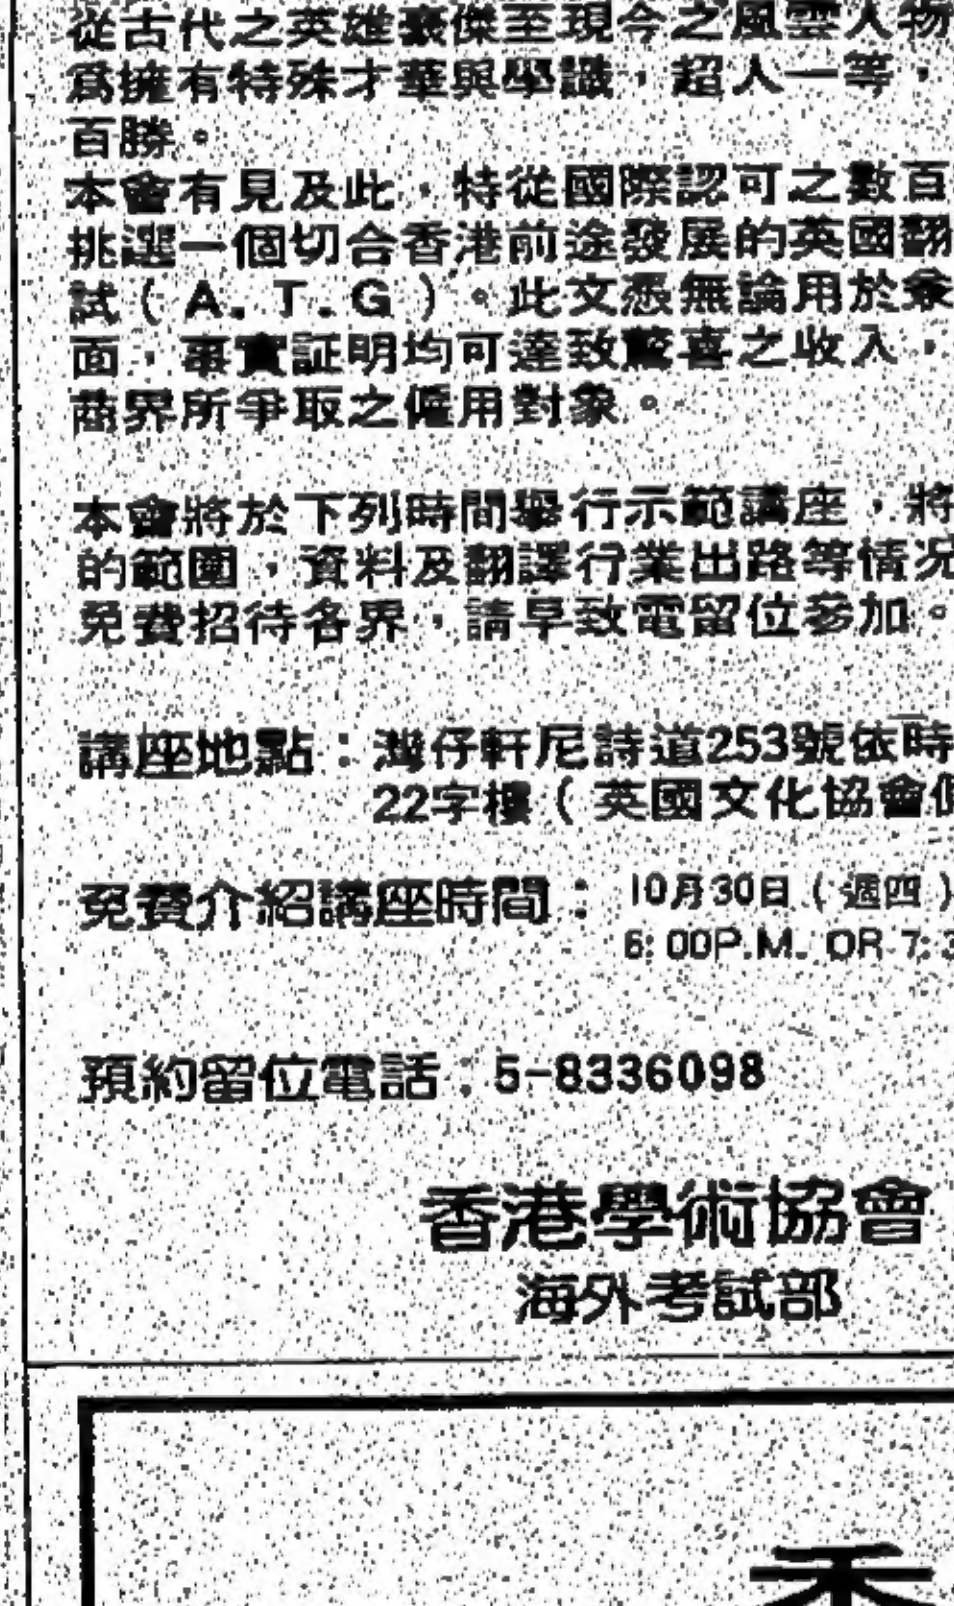 從古代之英雄豪傑至現今之風雲人物
爲擁有特殊才華與學識，超人一等，
百勝。
本會有見及此，特從國際認可之數百
挑選一個切合香港前途發展的英國翻
試（A.T.G）。此文憑無論用於兼
面，事實証明均可達致驚喜之收入，
商界所爭取之僱用對象。
本會將於下列時間舉行示範講座，將
的範圍，資料及翻譯行業出路等情况
免費招待各界，請早致電留位參加。
講座地點：灣仔軒尼詩道253號依時
22字樓（英國文化協會側
免費介紹講座時間：10月30日（週四）
6:00P.M. OR 7:3
預約留位電話：5-8336098
香港學術協會
海外考試部